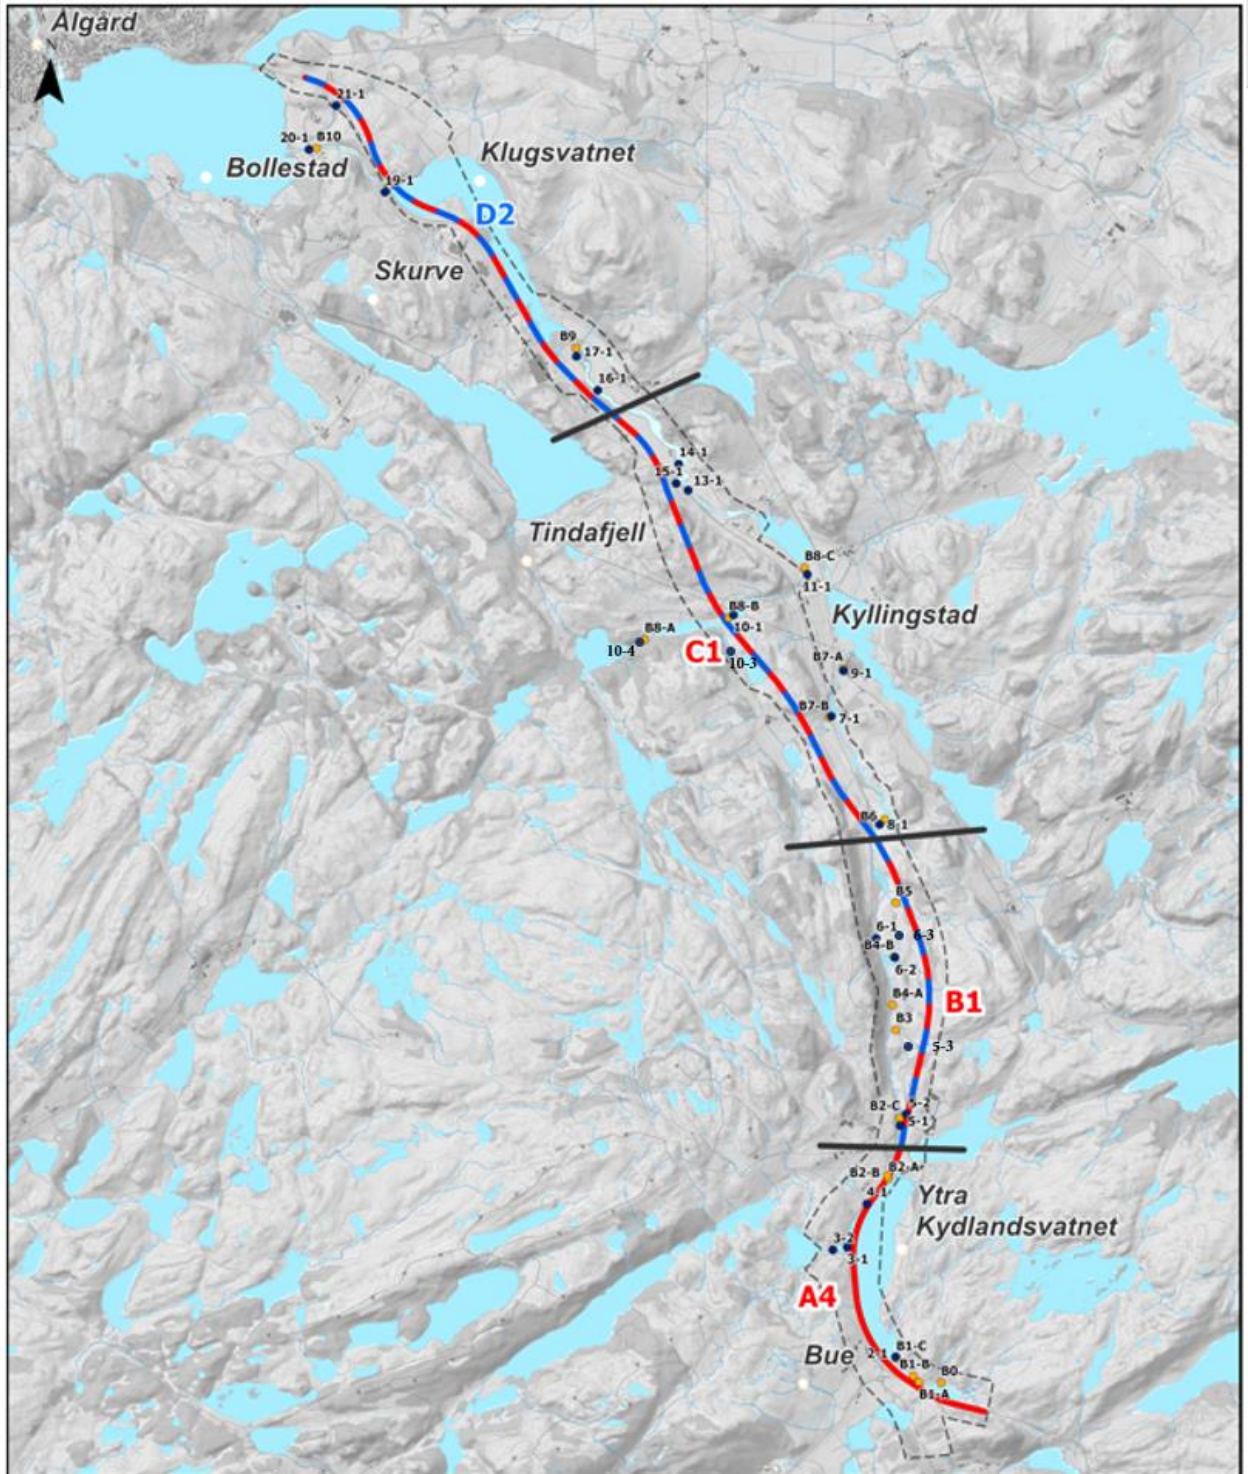 Ålgård
N
21-1
20-1 B10
Bollestad
Klugsvatnet
19-1
D2
Skurve
B9
17-1
16-1
14-1
15-1
13-1
Tindafjell
B8-C
11-1
B8-B
Kyllingstad
10-1
B8-A
10-4
C1
10-3
B7-A
9-1
B7-B
7-1
B6
8-1
B5
6-1
6-3
B4-B
6-2
B4-A
B1
B3
5-3
5-2
B2-C
5-1
B2-A
B2-B
4-1
Ytra
Kydlandsvatnet
3-2
3-1
A4
B1-C
Bue
2-1
B1-B
B0
B1-A